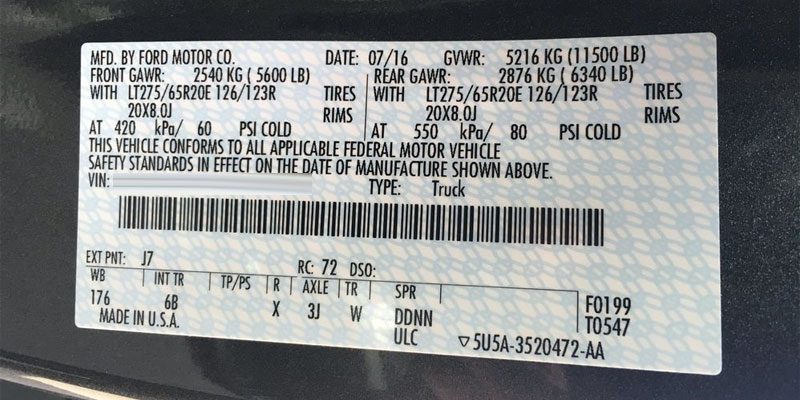 MFD. BY FORD MOTOR CO. DATE: 07/16 GVWR: 5216 KG (11500 LB)
FRONT GAWR: 2540 KG ( 5600 LB) REAR GAWR: 2876 KG ( 6340 LB)
WITH LT275/65R20E 126/123R TIRES WITH LT275/65R20E 126/123R TIRES
20X8.0J RIMS 20X8.0J RIMS
AT 420 kPa/ 60 PSI COLD AT 550 kPa/ 80 PSI COLD
THIS VEHICLE CONFORMS TO ALL APPLICABLE FEDERAL MOTOR VEHICLE
SAFETY STANDARDS IN EFFECT ON THE DATE OF MANUFACTURE SHOWN ABOVE.
VIN: TYPE: Truck
EXT PNT: J7 RC: 72 DSO:
WB INT TR TP/PS R AXLE TR SPR F0199
176 6B X 3J W DDNN T0547
MADE IN U.S.A. ULC ▽5U5A-3520472-AA